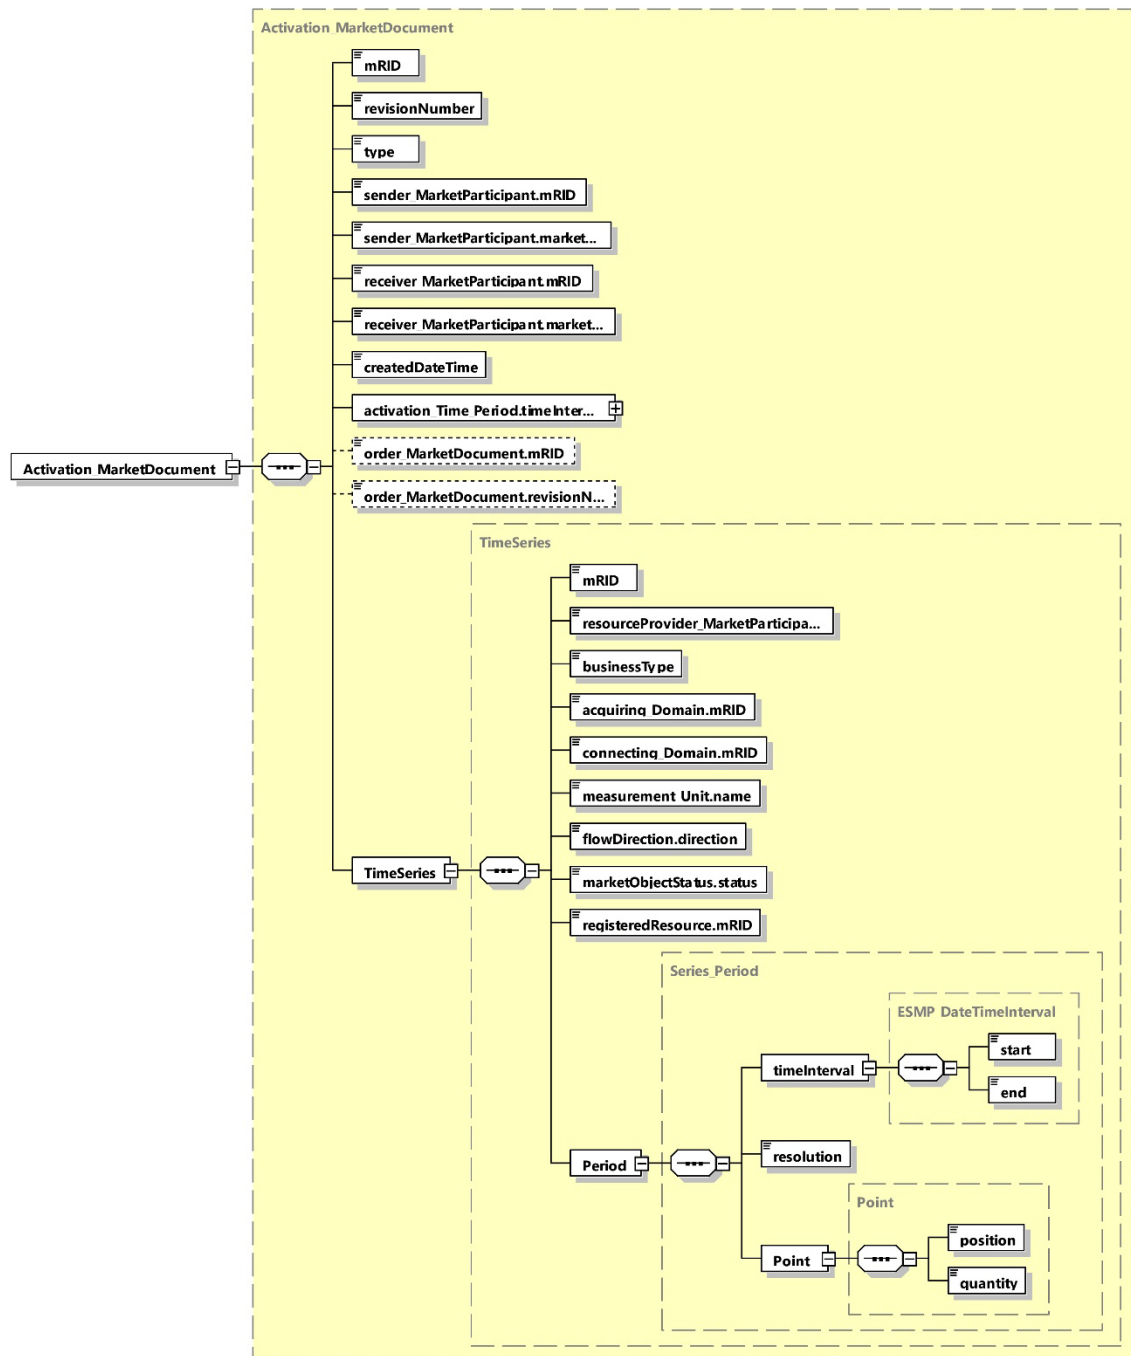 Activation_MarketDocument
mRID
revisionNumber
type
sender_MarketParticipant.mRID
sender_MarketParticipant.market...
receiver_MarketParticipant.mRID
receiver_MarketParticipant.market...
createdDateTime
activation_Time_Period.timeInter...
order_MarketDocument.mRID
Activation_MarketDocument
order_MarketDocument.revisionN...
TimeSeries
mRID
resourceProvider_MarketParticipa...
businessType
acquiring_Domain.mRID
connecting_Domain.mRID
measurement_Unit.name
flowDirection.direction
TimeSeries
marketObjectStatus.status
registeredResource.mRID
Series_Period
ESMP_DateTimeInterval
start
timeInterval
end
resolution
Period
Point
position
Point
quantity